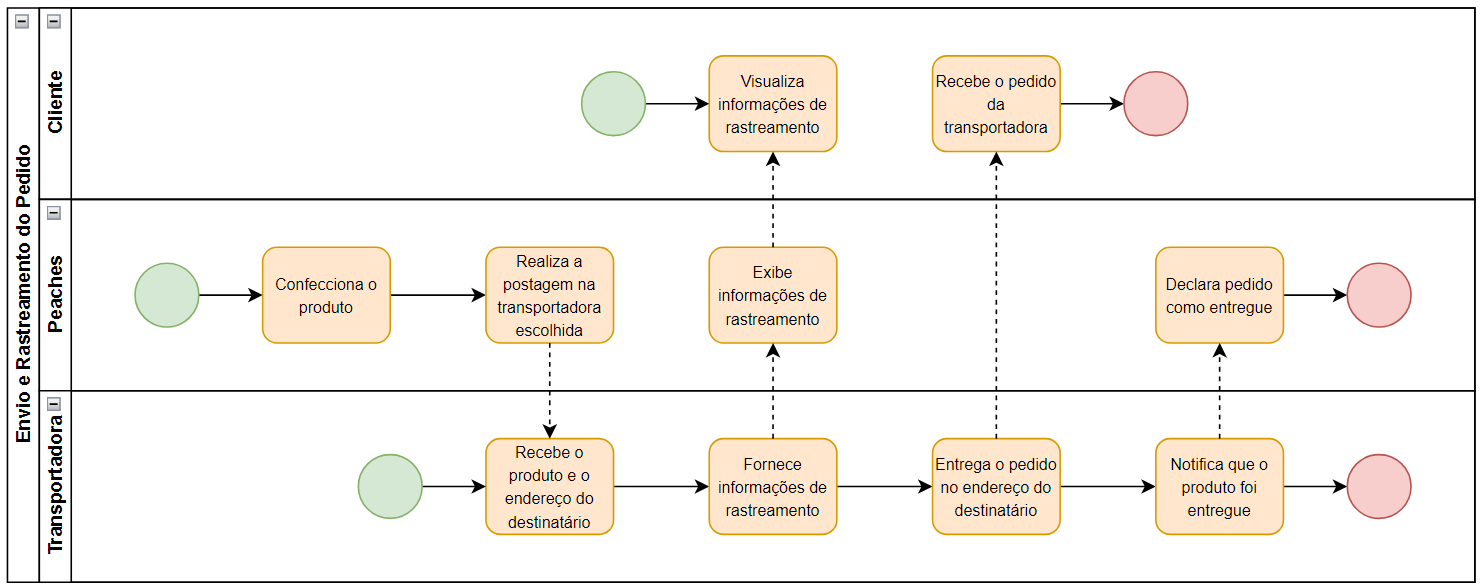 Envio e Rastreamento do Pedido
Cliente
Visualiza
informações de
rastreamento
Recebe o pedido
da
transportadora
Peaches
Confecciona o
produto
Realiza a
postagem na
transportadora
escolhida
Exibe
informações de
rastreamento
Declara pedido
como entregue
Transportadora
Recebe o
produto e o
endereço do
destinatário
Fornece
informações de
rastreamento
Entrega o pedido
no endereço do
destinatário
Notifica que o
produto foi
entregue